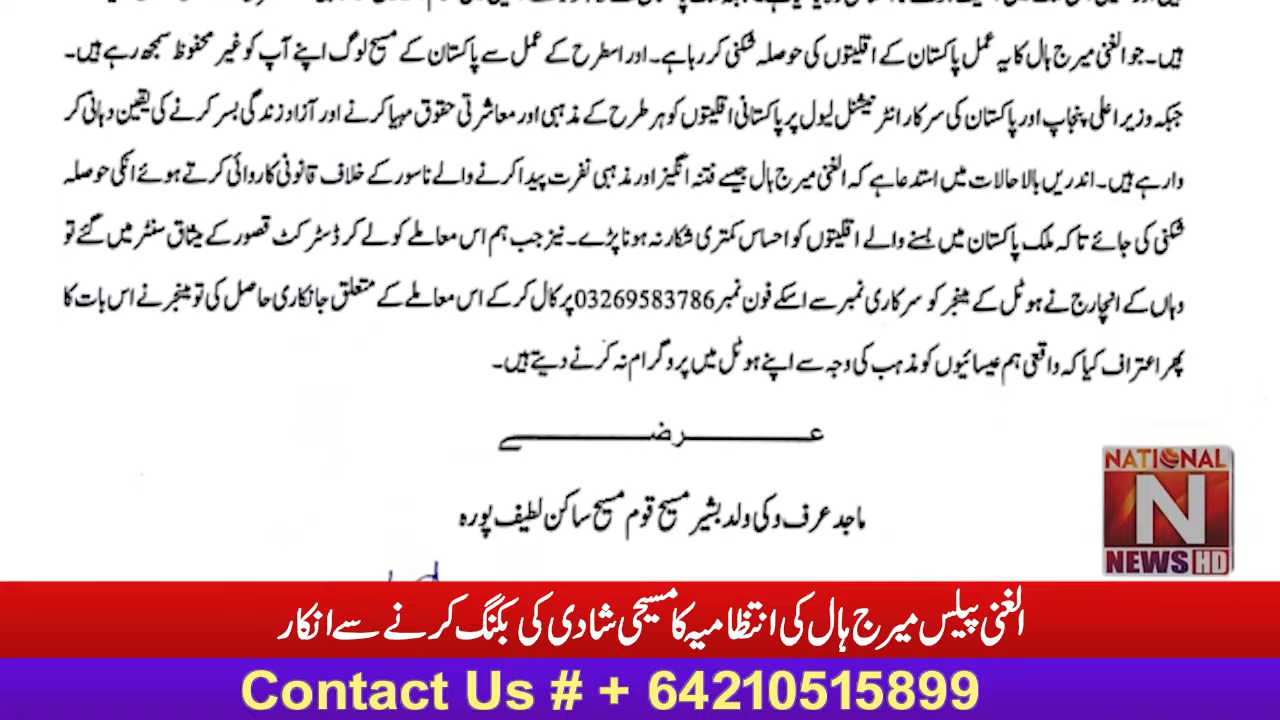 ہیں۔ جو الغنی میرج ہال کا یہ عمل پاکستان کے اقلیتوں کی حوصلہ شکنی کر رہا ہے۔ اور اسطرح کے عمل سے پاکستان کے مسیح لوگ اپنے آپ کو غیر محفوظ سمجھ رہے ہیں۔
جبکہ وزیر اعلی پنجاب اور پاکستان کی سرکار انٹرنیشنل لیول پر پاکستانی اقلیتوں کو ہر طرح کے مذہبی اور معاشرتی حقوق مہیا کرنے اور آزاد زندگی بسر کرنے کی یقین دہانی کر
وا رہے ہیں۔ اندریں بالا حالات میں استدعا ہے کہ الغنی میرج ہال جیسے فتنہ انگیز اور مذہبی نفرت پیدا کرنے والے ناسور کے خلاف قانونی کاروائی کرتے ہوئے انکی حوصلہ
شکنی کی جائے تاکہ ملک پاکستان میں بسنے والے اقلیتوں کو احساس کمتری شکار نہ ہونا پڑے۔ نیز جب ہم اس معاملے کو لے کر ڈسٹرکٹ قصور کے میثاق سنٹر میں گئے تو
وہاں کے انچارج نے ہوٹل کے مینجر کو سرکاری نمبر سے اسکے فون نمبر 03269583786 پر کال کر کے اس معاملے کے متعلق جانکاری حاصل کی تو مینجر نے اس بات کا
پھر اعتراف کیا کہ واقعی ہم عیسائیوں کو مذہب کی وجہ سے اپنے ہوٹل میں پروگرام نہ کرنے دیتے ہیں۔
عرضے
ماجد عرف وکی ولد بشیر مسیح قوم مسیح ساکن لطیف پورہ
NATIONAL
N
NEWS HD
الغنی پیلس میرج ہال کی انتظامیہ کا مسیحی شادی کی بکنگ کرنے سے انکار
Contact Us # + 64210515899